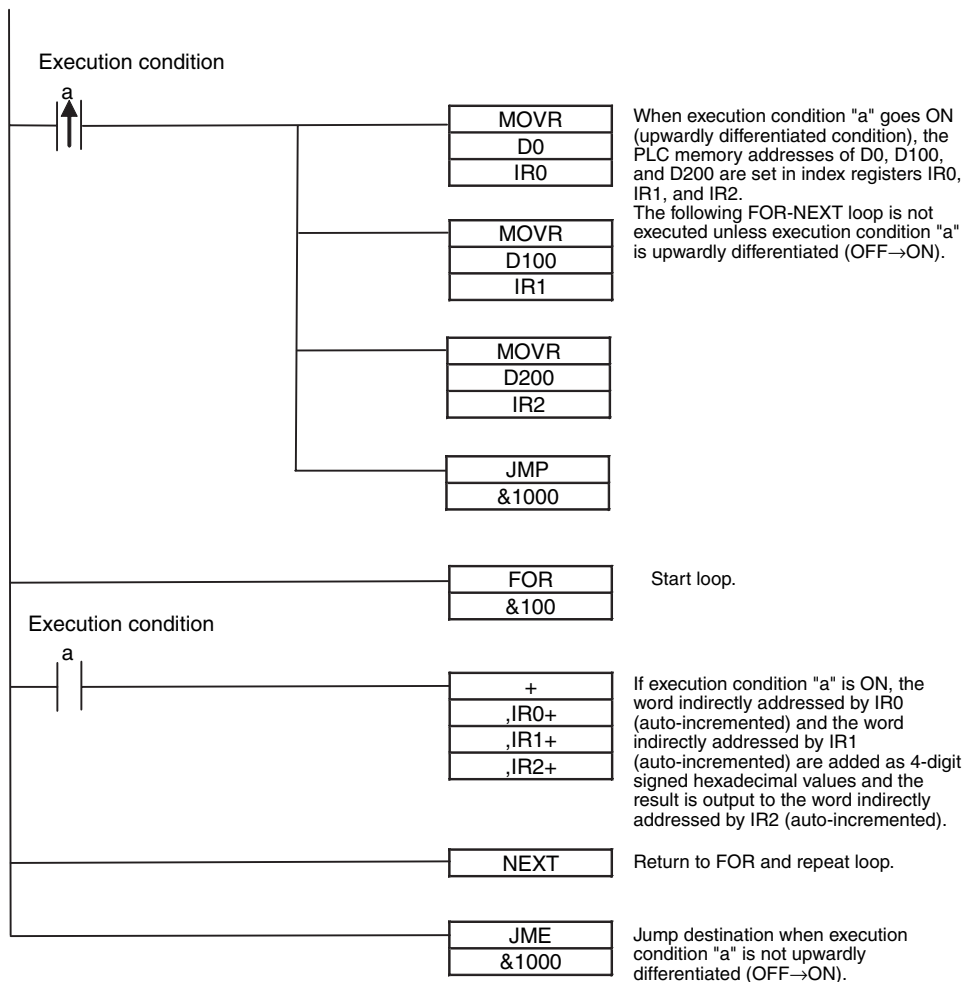 Execution condition
a
MOVR
D0
IR0
When execution condition "a" goes ON
(upwardly differentiated condition), the
PLC memory addresses of D0, D100,
and D200 are set in index registers IR0,
IR1, and IR2.
The following FOR-NEXT loop is not
executed unless execution condition "a"
is upwardly differentiated (OFF→ON).
MOVR
D100
IR1
MOVR
D200
IR2
JMP
&1000
FOR
&100
Start loop.
Execution condition
a
+
,IR0+
,IR1+
,IR2+
If execution condition "a" is ON, the
word indirectly addressed by IR0
(auto-incremented) and the word
indirectly addressed by IR1
(auto-incremented) are added as 4-digit
signed hexadecimal values and the
result is output to the word indirectly
addressed by IR2 (auto-incremented).
NEXT
Return to FOR and repeat loop.
JME
&1000
Jump destination when execution
condition "a" is not upwardly
differentiated (OFF→ON).